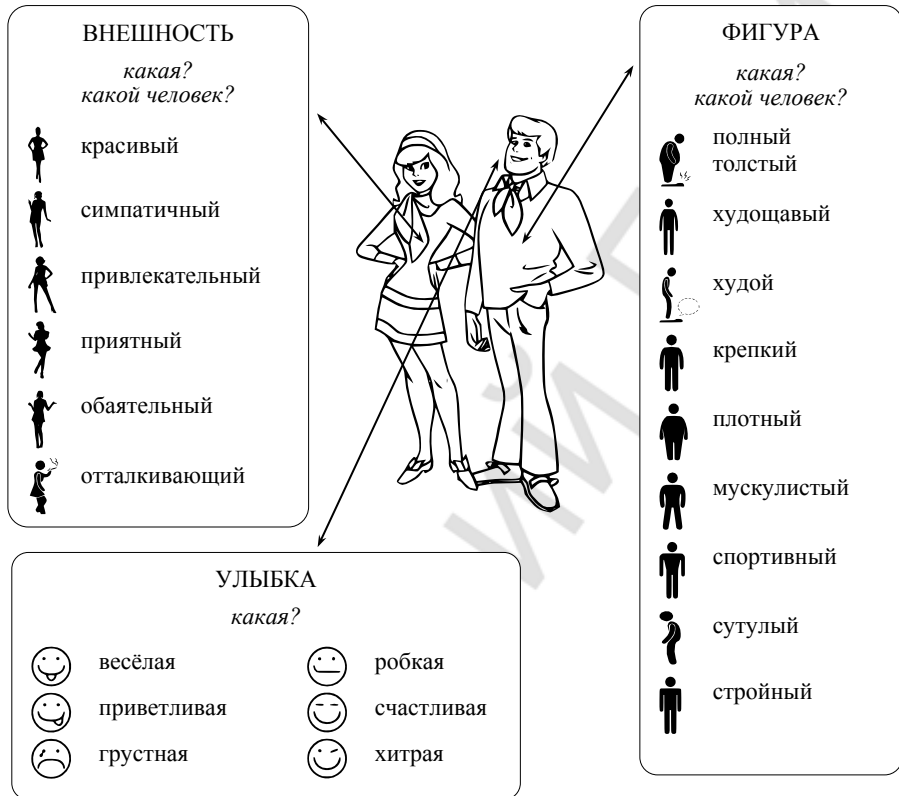 ВНЕШНОСТЬ
какая?
какой человек?
красивый
симпатичный
привлекательный
приятный
обаятельный
отталкивающий
ФИГУРА
какая?
какой человек?
полный
толстый
худощавый
худой
крепкий
плотный
мускулистый
спортивный
сутулый
стройный
УЛЫБКА
какая?
весёлая
приветливая
грустная
робкая
счастливая
хитрая